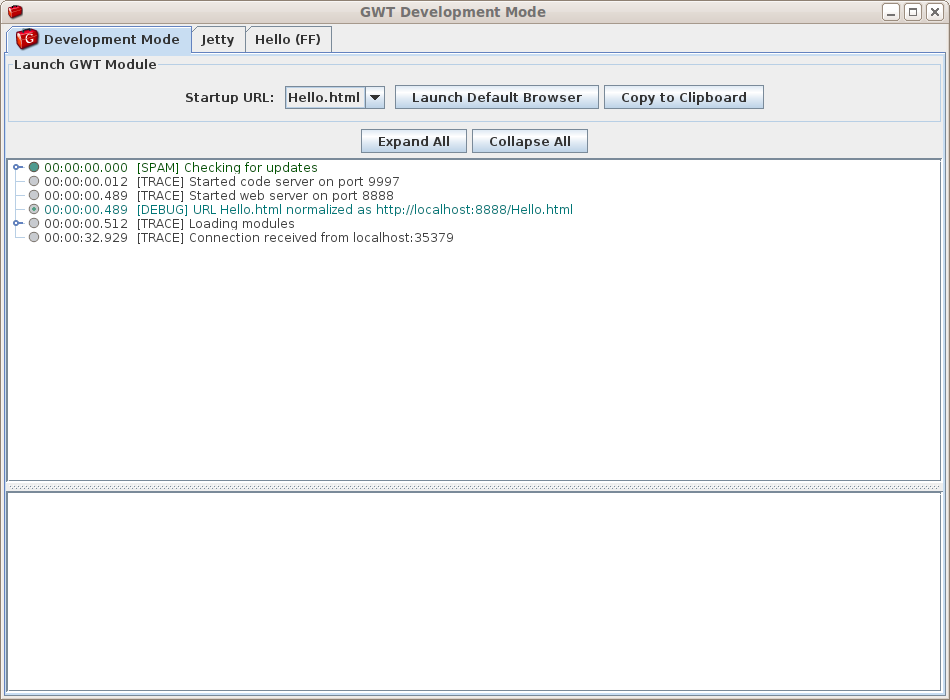 GWT Development Mode
G Development Mode Jetty Hello (FF)
Launch GWT Module
Startup URL: Hello.html Launch Default Browser Copy to Clipboard
Expand All Collapse All
00:00:00.000 [SPAM] Checking for updates
00:00:00.012 [TRACE] Started code server on port 9997
00:00:00.489 [TRACE] Started web server on port 8888
00:00:00.489 [DEBUG] URL Hello.html normalized as http://localhost:8888/Hello.html
00:00:00.512 [TRACE] Loading modules
00:00:32.929 [TRACE] Connection received from localhost:35379